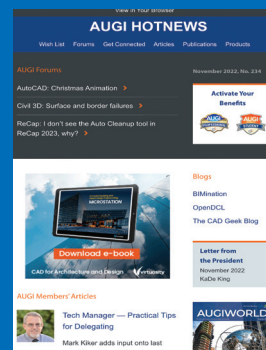 View in Your Browser
AUGI HOTNEWS
Wish List Forums Get Connected Articles Publications Products
AUGI Forums
AutoCAD: Christmas Animation >
Civil 3D: Surface and border failures >
ReCap: I don't see the Auto Cleanup tool in
ReCap 2023, why? >
November 2022, No. 234
Activate Your
Benefits
AUGI AUGI
MICROSTATION
Download e-book
CAD for Architecture and Design Virtuosity
Blogs
BIMination
OpenDCL
The CAD Geek Blog
Letter from
the President
November 2022
KaDe King
AUGI Members' Articles
Tech Manager — Practical Tips
for Delegating
Mark Kiker adds input onto last
AUGIWORLD